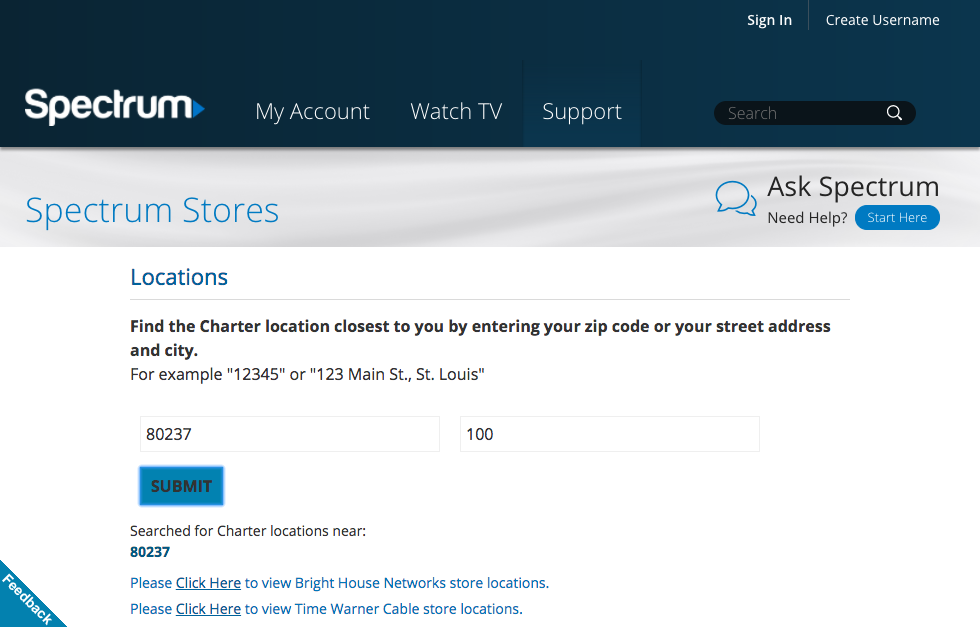 Sign In
Create Username
Spectrum
My Account
Watch TV
Support
Search
Spectrum Stores
Ask Spectrum
Need Help?
Start Here
Locations
Find the Charter location closest to you by entering your zip code or your street address
and city.
For example "12345" or "123 Main St., St. Louis"
80237
100
SUBMIT
Searched for Charter locations near:
80237
Please Click Here to view Bright House Networks store locations.
Please Click Here to view Time Warner Cable store locations.
Feedback